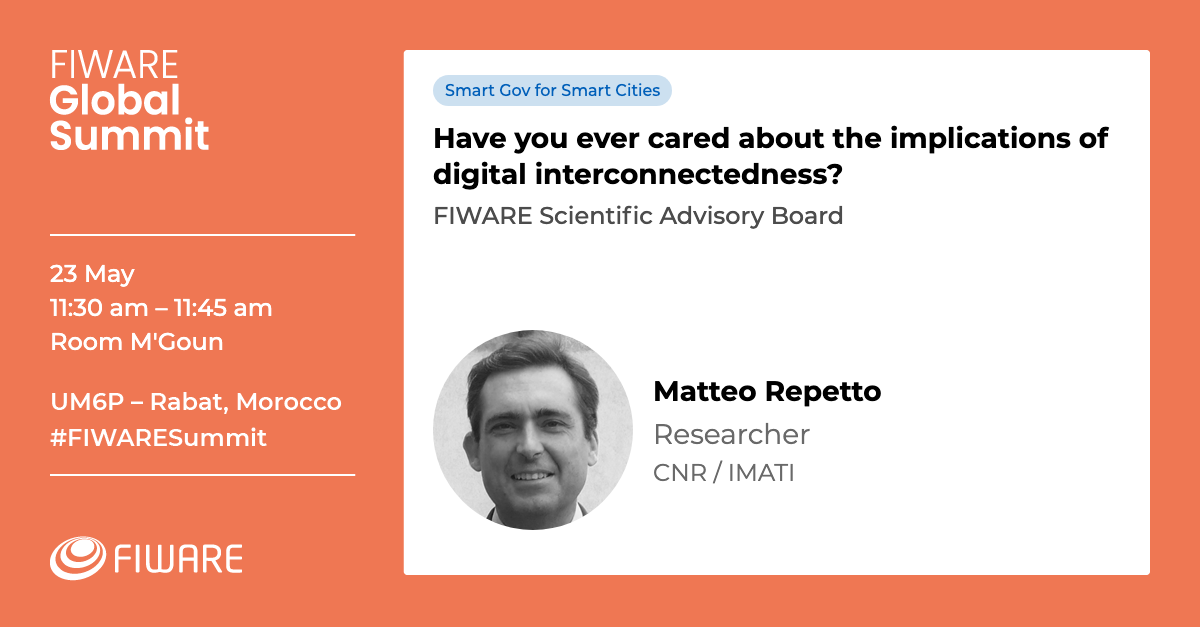 FIWARE
Global
Summit
23 May
11:30 am – 11:45 am
Room M'Goun
UM6P – Rabat, Morocco
#FIWARESummit
FIWARE
Smart Gov for Smart Cities
Have you ever cared about the implications of
digital interconnectedness?
FIWARE Scientific Advisory Board
Matteo Repetto
Researcher
CNR / IMATI